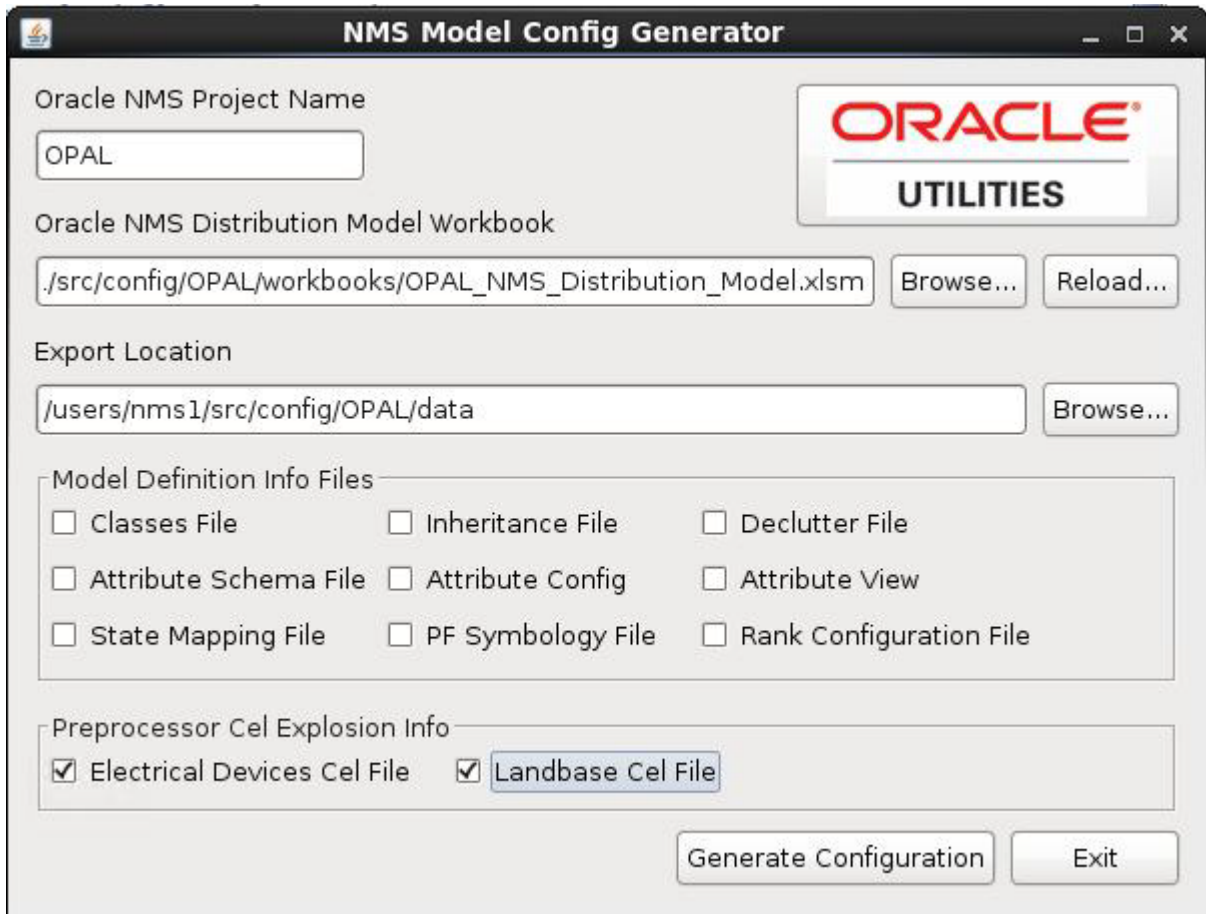 NMS Model Config Generator
Oracle NMS Project Name
OPAL
ORACLE®
UTILITIES
Oracle NMS Distribution Model Workbook
./src/config/OPAL/workbooks/OPAL_NMS_Distribution_Model.xlsm Browse... Reload...
Export Location
/users/nms1/src/config/OPAL/data Browse...
Model Definition Info Files
Classes File Inheritance File Declutter File
Attribute Schema File Attribute Config Attribute View
State Mapping File PF Symbology File Rank Configuration File
Preprocessor Cel Explosion Info
Electrical Devices Cel File Landbase Cel File
Generate Configuration Exit